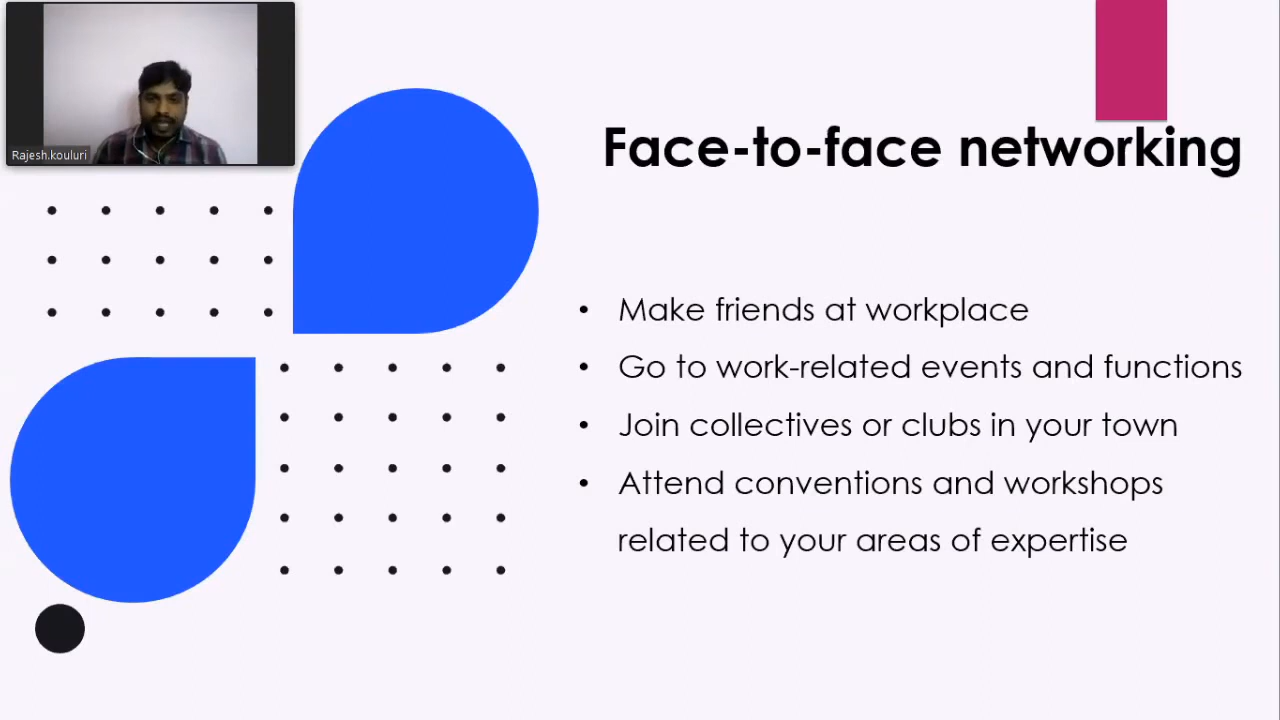 Rajesh.kouluri
Face-to-face networking
• Make friends at workplace
• Go to work-related events and functions
• Join collectives or clubs in your town
• Attend conventions and workshops
related to your areas of expertise